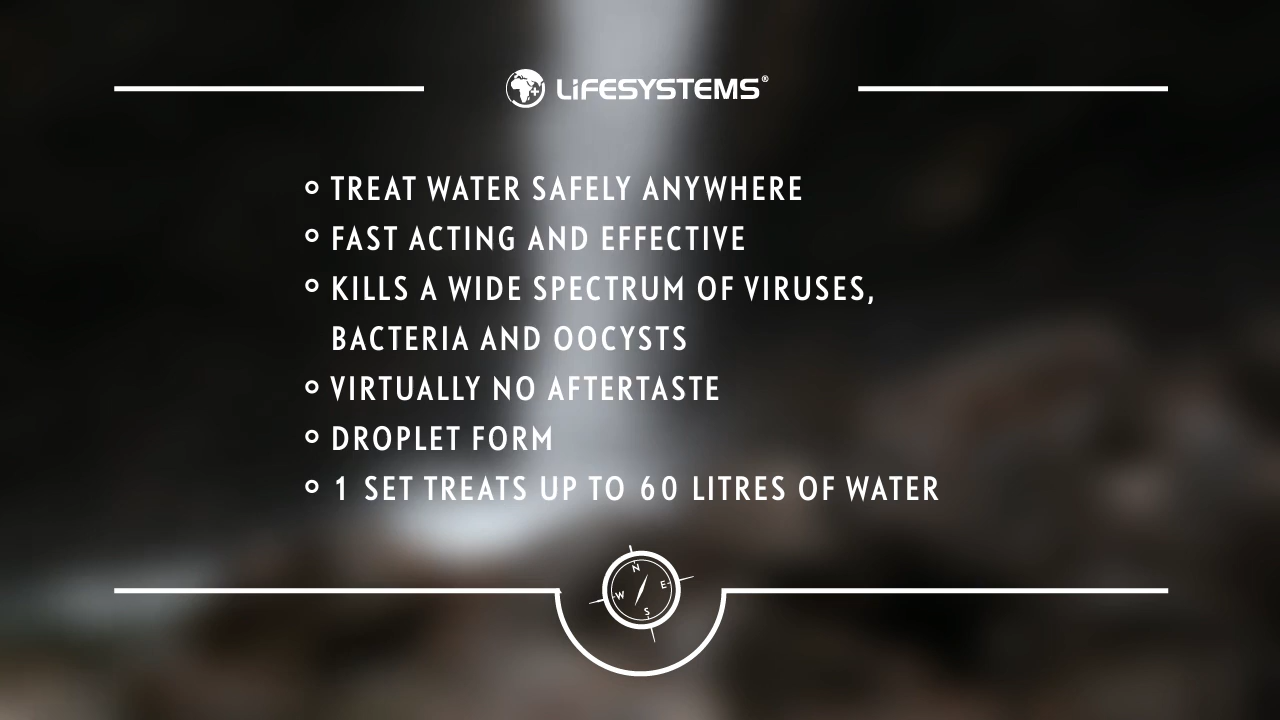 LIFESYSTEMS®
TREAT WATER SAFELY ANYWHERE
FAST ACTING AND EFFECTIVE
KILLS A WIDE SPECTRUM OF VIRUSES,
BACTERIA AND OOCYSTS
VIRTUALLY NO AFTERTASTE
DROPLET FORM
1 SET TREATS UP TO 60 LITRES OF WATER
N
W E
S